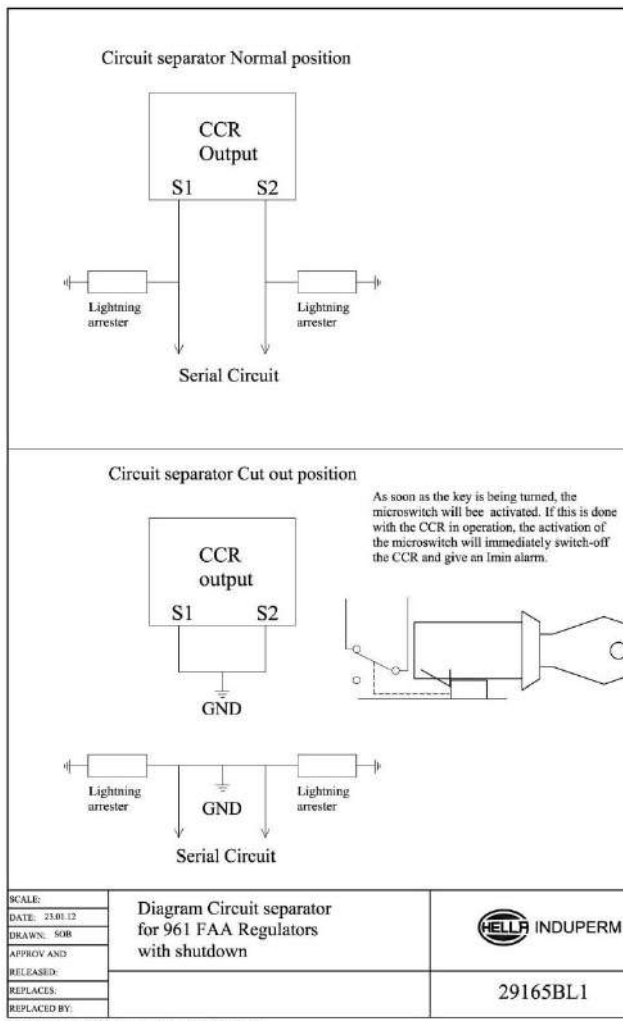 Circuit separator Normal position
CCR
Output
S1 S2
Lightning
arrester
Lightning
arrester
Serial Circuit
Circuit separator Cut out position
As soon as the key is being turned, the
microswitch will bee activated. If this is done
with the CCR in operation, the activation of
the microswitch will immediately switch-off
the CCR and give an Imin alarm.
CCR
output
S1 S2
GND
Lightning
arrester
GND
Lightning
arrester
Serial Circuit
SCALE:
DATE: 23.01.12
DRAWN: SOB
APPROV AND
RELEASED:
REPLACES:
REPLACED BY:
Diagram Circuit separator
for 961 FAA Regulators
with shutdown
HELLA INDUPERM
29165BL1